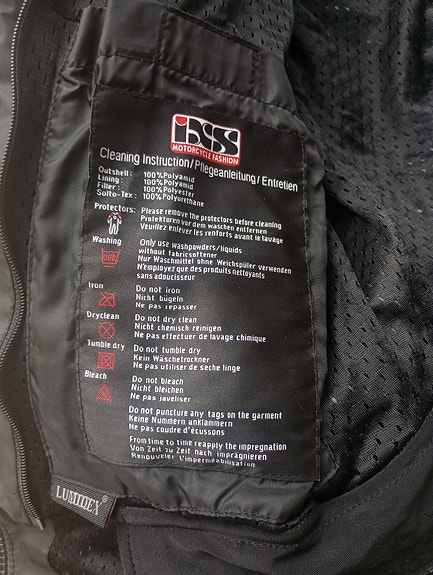 ixs
MOTORCYCLE FASHION
Cleaning Instruction/Pflegeanleitung/Entretien
Outshell: 100%Polyamid
Lining: 100%Polyamid
Filler: 100%Polyester
Solto-Tex: 100%Polyurethane
Protectors: Please remove the protectors before cleaning
Protektoren vor dem waschen entfernen
Veuillez enlever les renforts avant le lavage
Washing Only use washpowders/liquids
without fabricsoftener
30° Nur Waschmittel ohne Weichspüler verwenden
N'employez que des produits nettoyants
sans adoucisseur
Iron Do not iron
Nicht bügeln
Ne pas repasser
Dryclean Do not dry clean
Nicht chemisch reinigen
Ne pas effectuer de lavage chimique
Tumble dry Do not tumble dry
Kein Wäschetrockner
Ne pas utiliser de seche linge
Bleach Do not bleach
Nicht bleichen
Ne pas javeliser
Do not puncture any tags on the garment
Keine Nummern anklammern
Ne pas coudre d'écussons
From time to time reapply the impregnation
Von Zeit zu Zeit nach imprägnieren
Renouveler l'imperméabilisation
LUMIDEX®